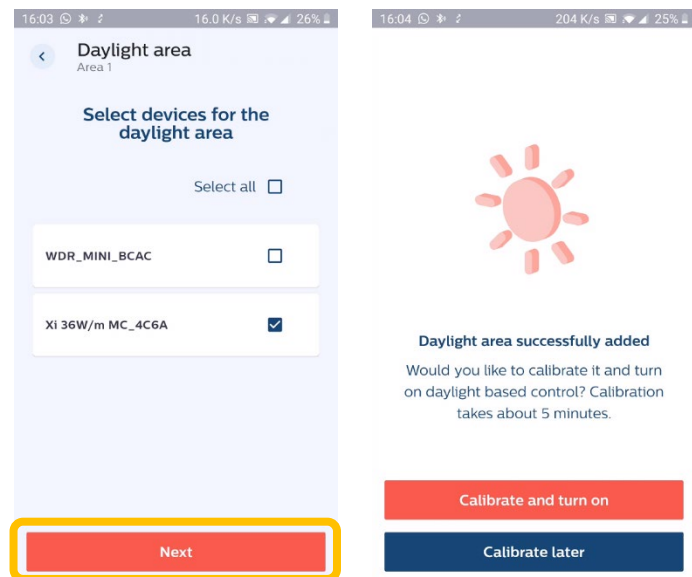 16:03 16.0 K/s 26%
Daylight area
Area 1
Select devices for the
daylight area
Select all
WDR_MINI_BCAC
Xi 36W/m MC_4C6A
Next
16:04 204 K/s 25%
Daylight area successfully added
Would you like to calibrate it and turn
on daylight based control? Calibration
takes about 5 minutes.
Calibrate and turn on
Calibrate later